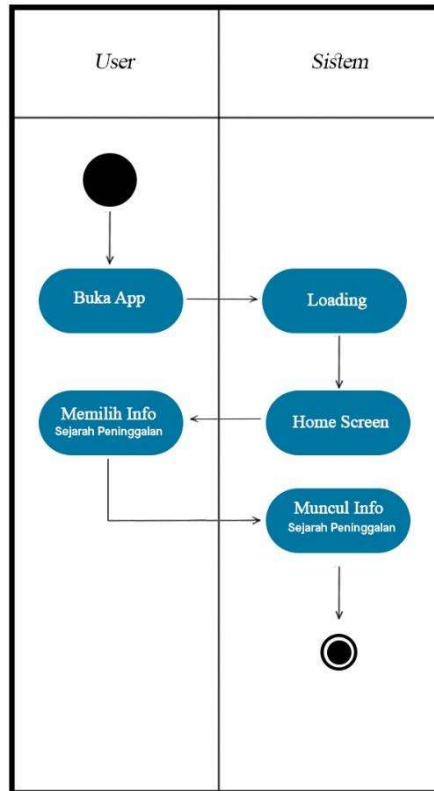 User
Sistem
Buka App
Loading
Home Screen
Memilih Info
Sejarah Peninggalan
Muncul Info
Sejarah Peninggalan